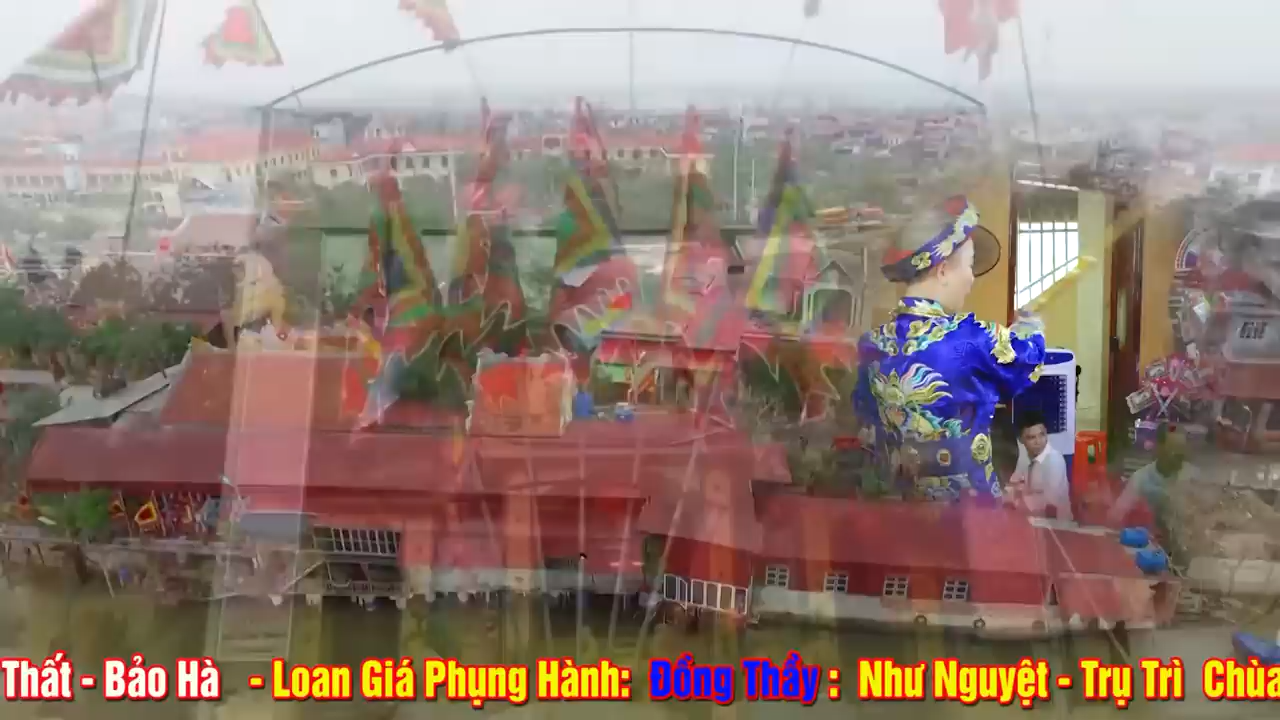 Thất - Bảo Hà - Loan Giá Phụng Hành: Đồng Thầy : Như Nguyệt - Trụ Trì Chùa